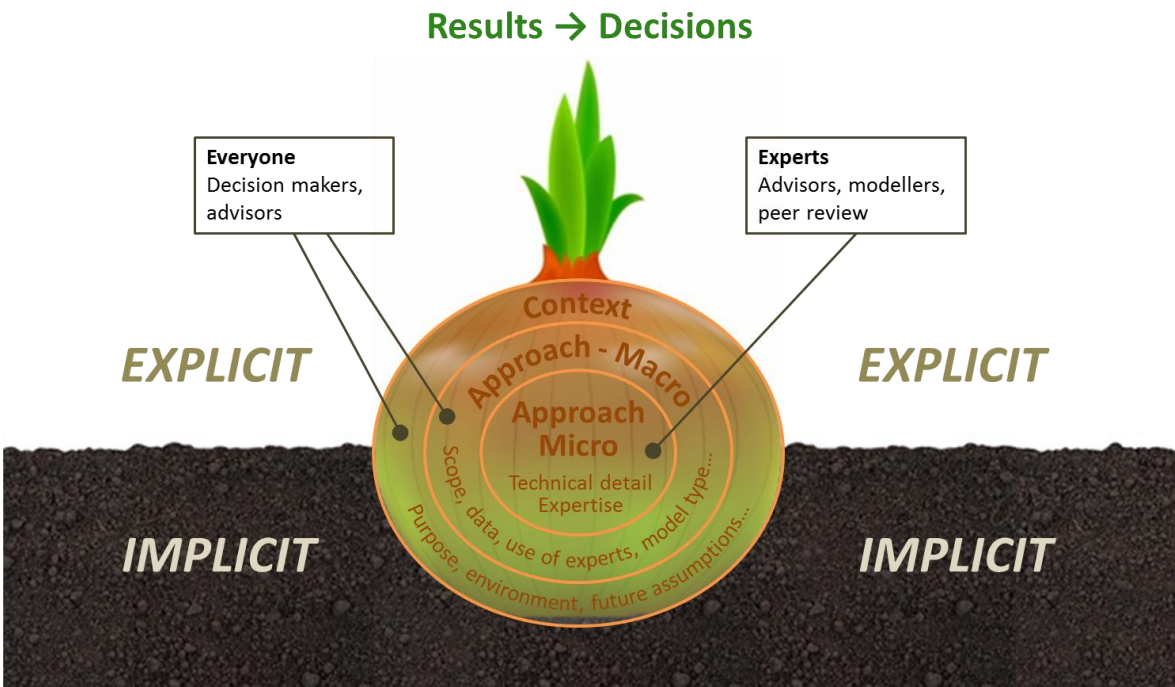 Results → Decisions
Everyone
Decision makers,
advisors
Experts
Advisors, modellers,
peer review
Context
Approach - Macro
EXPLICIT
EXPLICIT
Approach
Micro
Technical detail
Expertise
Scope, data, use of experts, model type...
Purpose, environment, future assumptions...
IMPLICIT
IMPLICIT